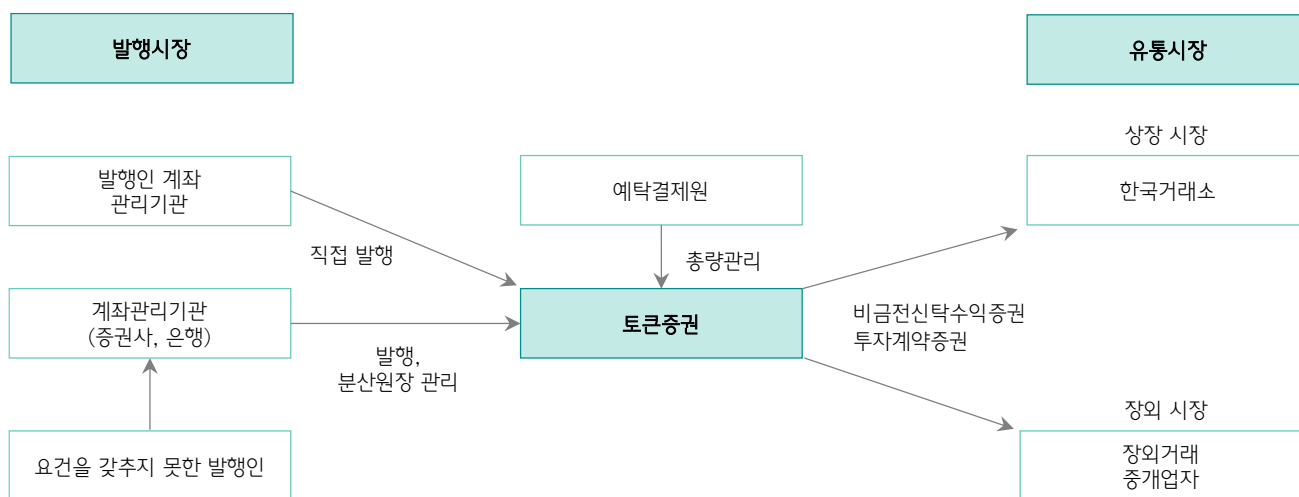 발행시장
유통시장
상장 시장
발행인 계좌
관리기관
예탁결제원
한국거래소
직접 발행
총량관리
계좌관리기관
(증권사, 은행)
토큰증권
비금전신탁수익증권
투자계약증권
발행,
분산원장 관리
장외 시장
요건을 갖추지 못한 발행인
장외거래
중개업자